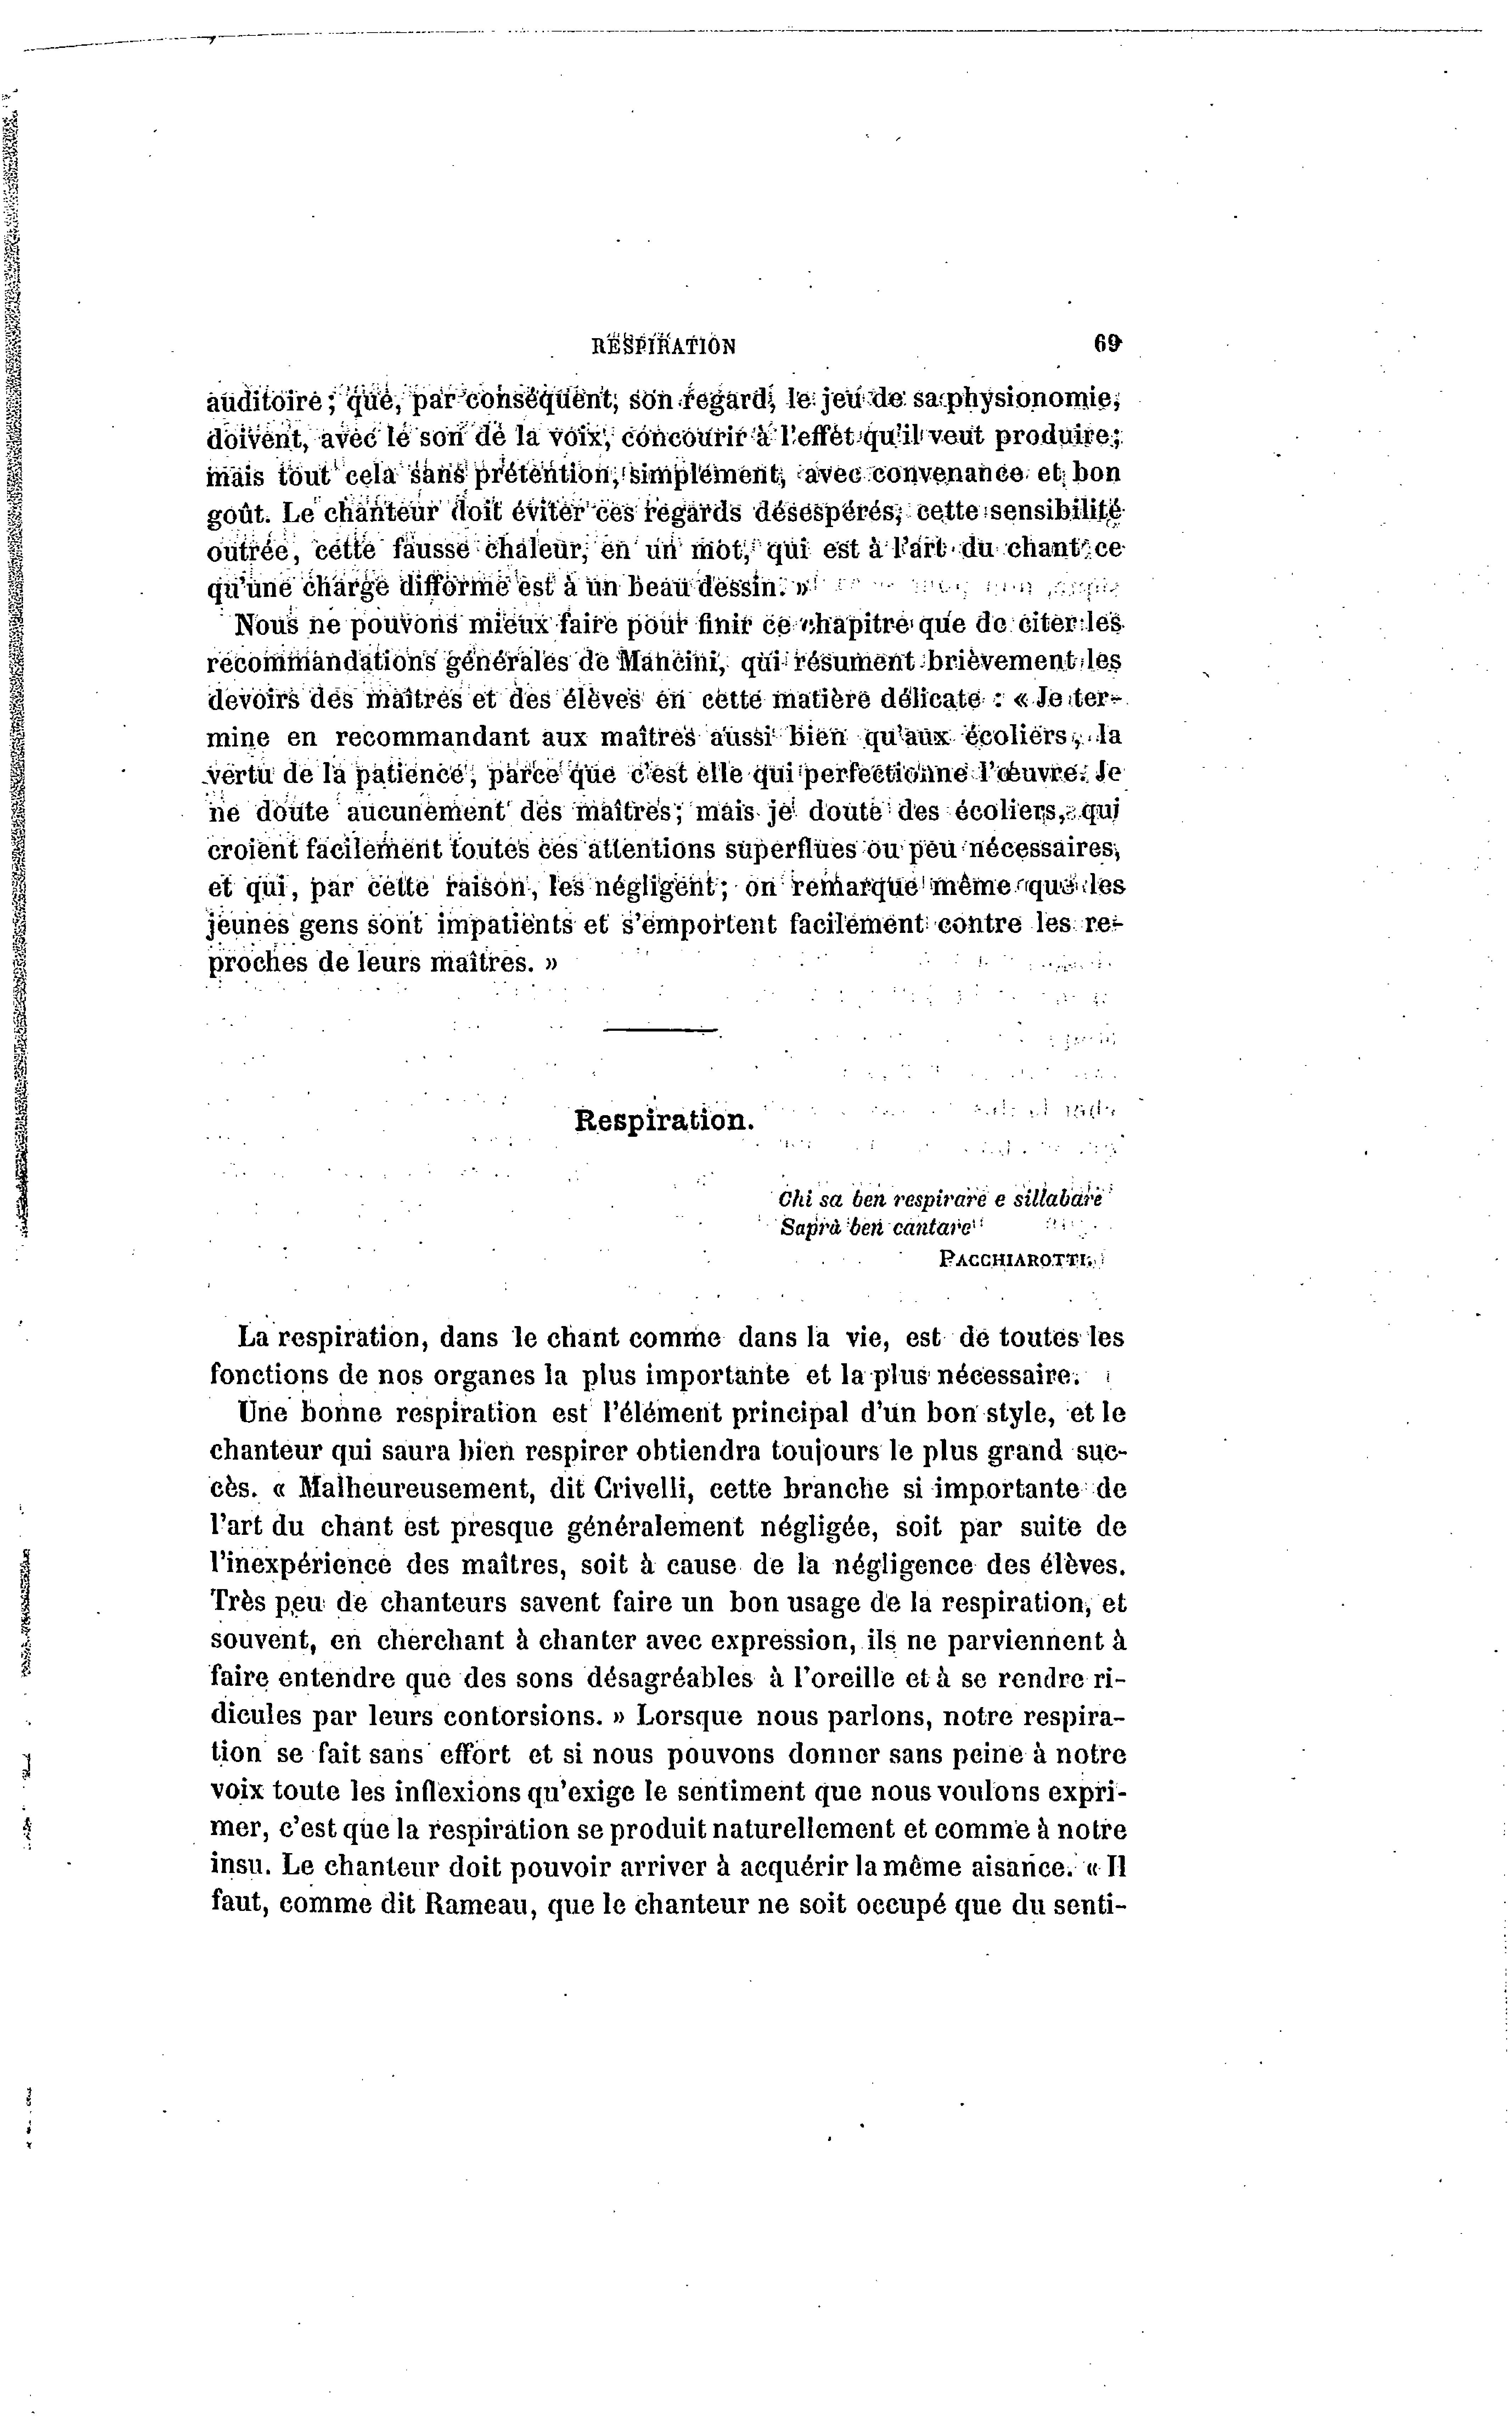 RESPIRATION 69
auditoire; que, par conséquent, son regard, le jeu de sa physionomie,
doivent, avec le son de la voix, concourir à l'effet qu'il veut produire;
mais tout cela sans prétention, simplement, avec convenance et bon
goût. Le chanteur doit éviter ces regards désespérés, cette sensibilité
outrée, cette fausse chaleur, en un mot, qui est à l'art du chant ce
qu'une charge difforme est à un beau dessin. »
Nous ne pouvons mieux faire pour finir ce chapitre que de citer les
recommandations générales de Mancini, qui résument brièvement les
devoirs des maîtres et des élèves en cette matière délicate : « Je ter-
mine en recommandant aux maîtres aussi bien qu'aux écoliers, la
vertu de la patience, parce que c'est elle qui perfectionne l'œuvre. Je
ne doute aucunement des maîtres; mais je doute des écoliers, qui
croient facilement toutes ces attentions superflues ou peu nécessaires,
et qui, par cette raison, les négligent; on remarque même que les
jeunes gens sont impatients et s'emportent facilement contre les re-
proches de leurs maîtres. »
Respiration.
Chi sa ben respirare e sillabare
Saprà ben cantare
PACCHIAROTTI.
La respiration, dans le chant comme dans la vie, est de toutes les
fonctions de nos organes la plus importante et la plus nécessaire.
Une bonne respiration est l'élément principal d'un bon style, et le
chanteur qui saura bien respirer obtiendra toujours le plus grand suc-
cès. « Malheureusement, dit Crivelli, cette branche si importante de
l'art du chant est presque généralement négligée, soit par suite de
l'inexpérience des maîtres, soit à cause de la négligence des élèves.
Très peu de chanteurs savent faire un bon usage de la respiration, et
souvent, en cherchant à chanter avec expression, ils ne parviennent à
faire entendre que des sons désagréables à l'oreille et à se rendre ri-
dicules par leurs contorsions. » Lorsque nous parlons, notre respira-
tion se fait sans effort et si nous pouvons donner sans peine à notre
voix toute les inflexions qu'exige le sentiment que nous voulons expri-
mer, c'est que la respiration se produit naturellement et comme à notre
insu. Le chanteur doit pouvoir arriver à acquérir la même aisance. « Il
faut, comme dit Rameau, que le chanteur ne soit occupé que du senti-